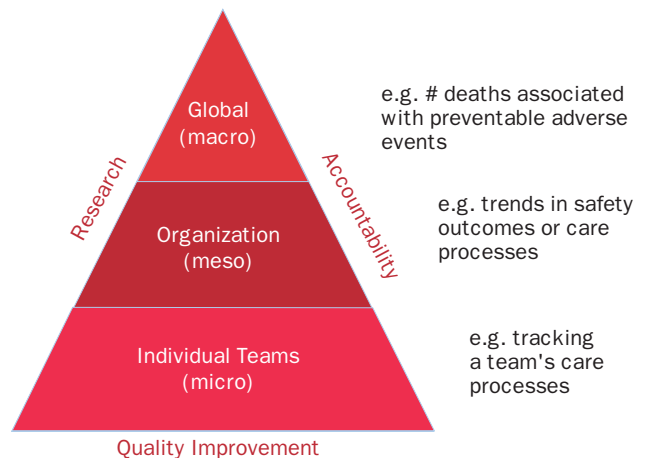 Global
(macro)
e.g. # deaths associated
with preventable adverse
events
Research
Accountability
Organization
(meso)
e.g. trends in safety
outcomes or care
processes
Individual Teams
(micro)
e.g. tracking
a team's care
processes
Quality Improvement